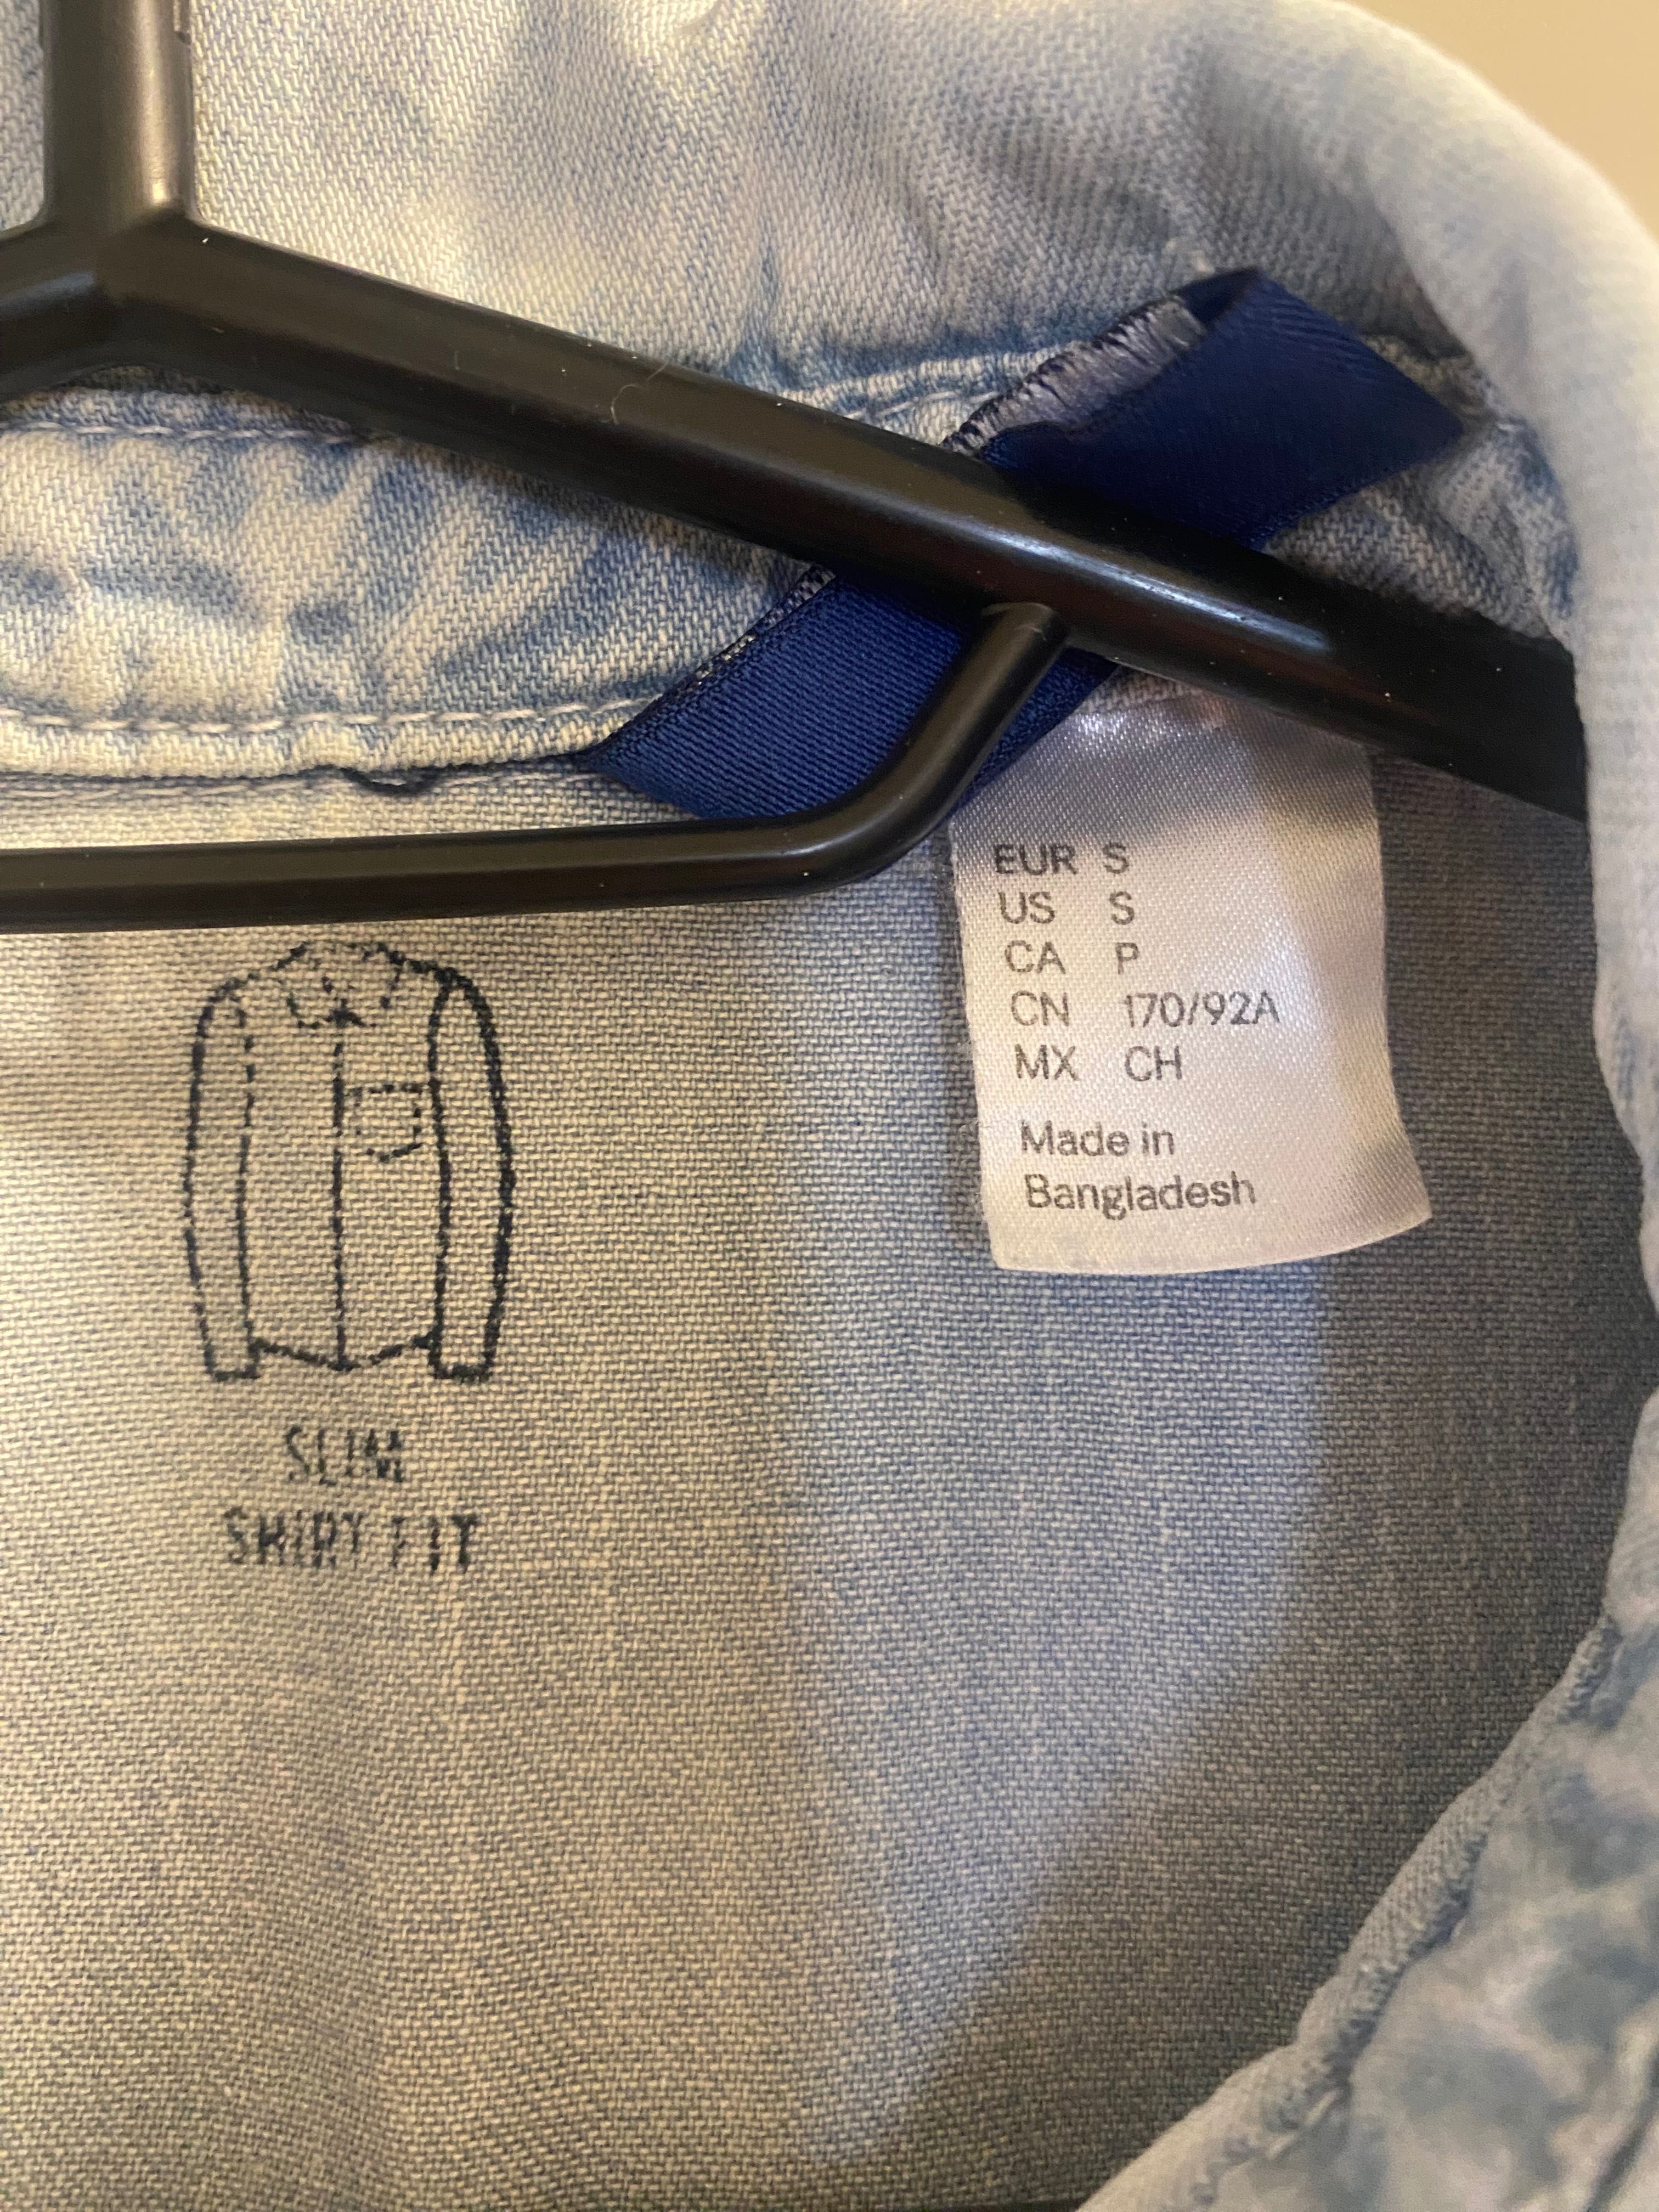 EUR S
US S
CA P
CN 170/92A
MX CH
Made in
Bangladesh
SLIM
SHIRT FIT